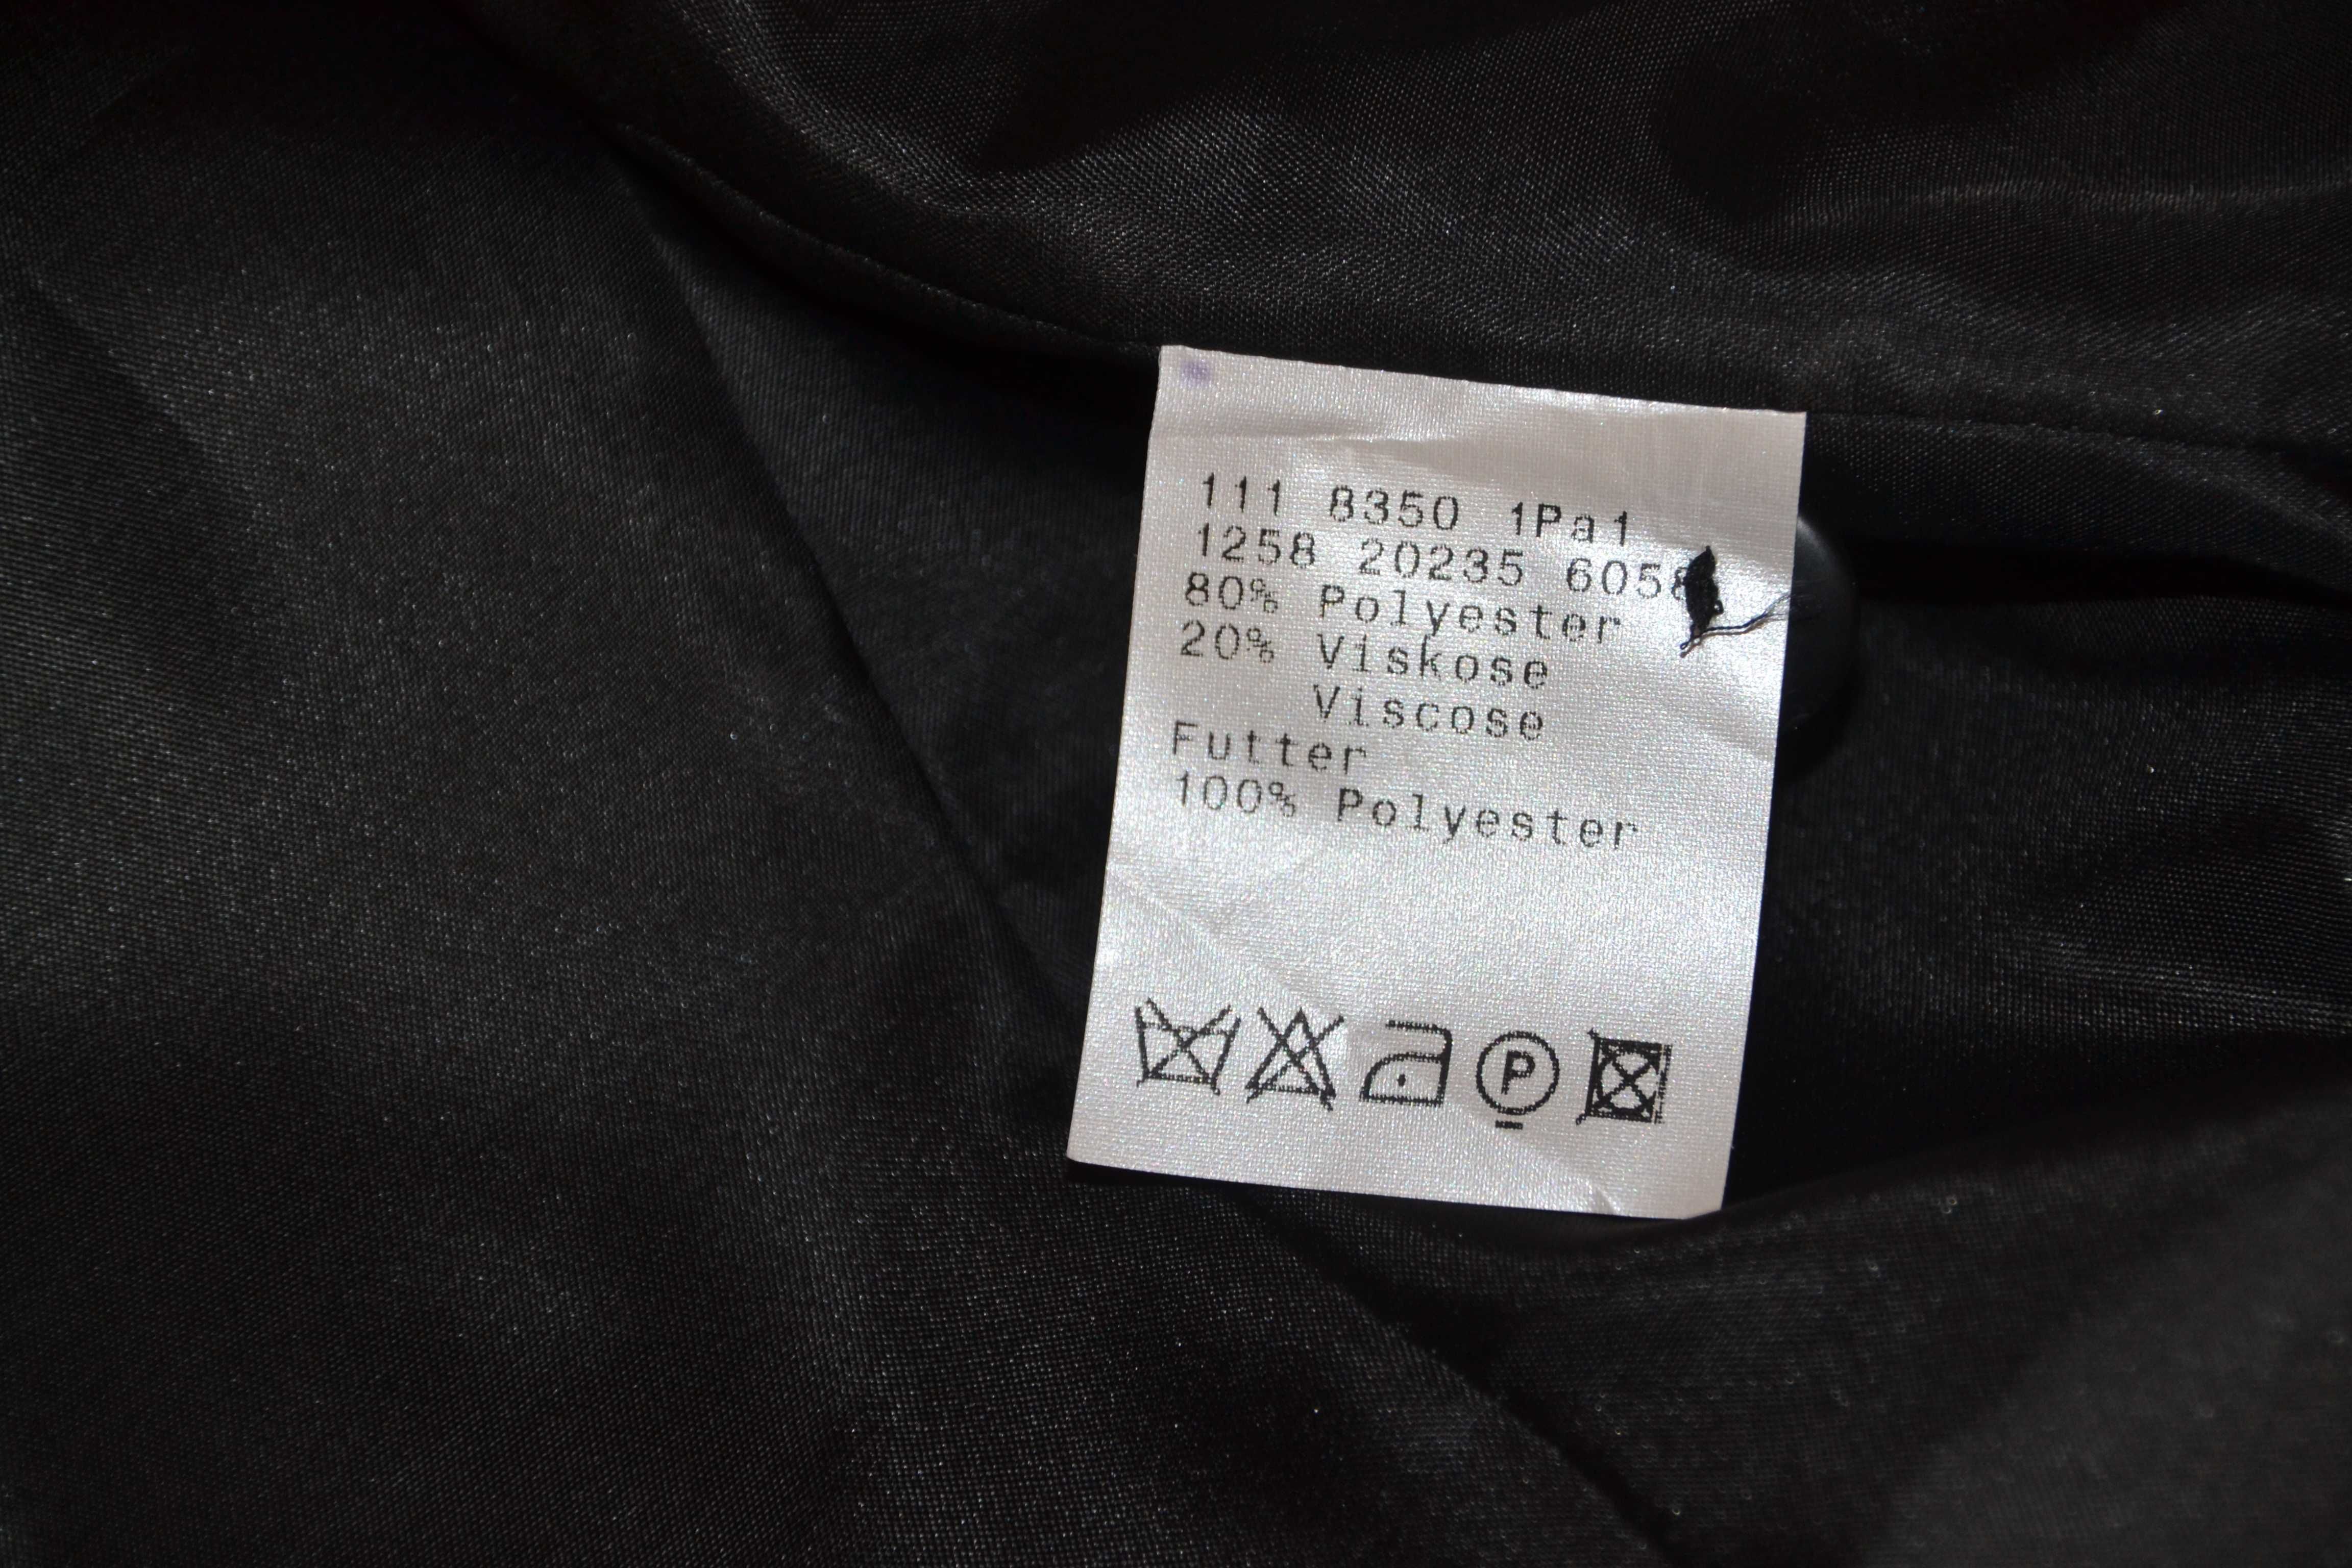 111 8350 1Pa1
1258 20235 6058
80% Polyester
20% Viskose
Viscose
Futter
100% Polyester
P